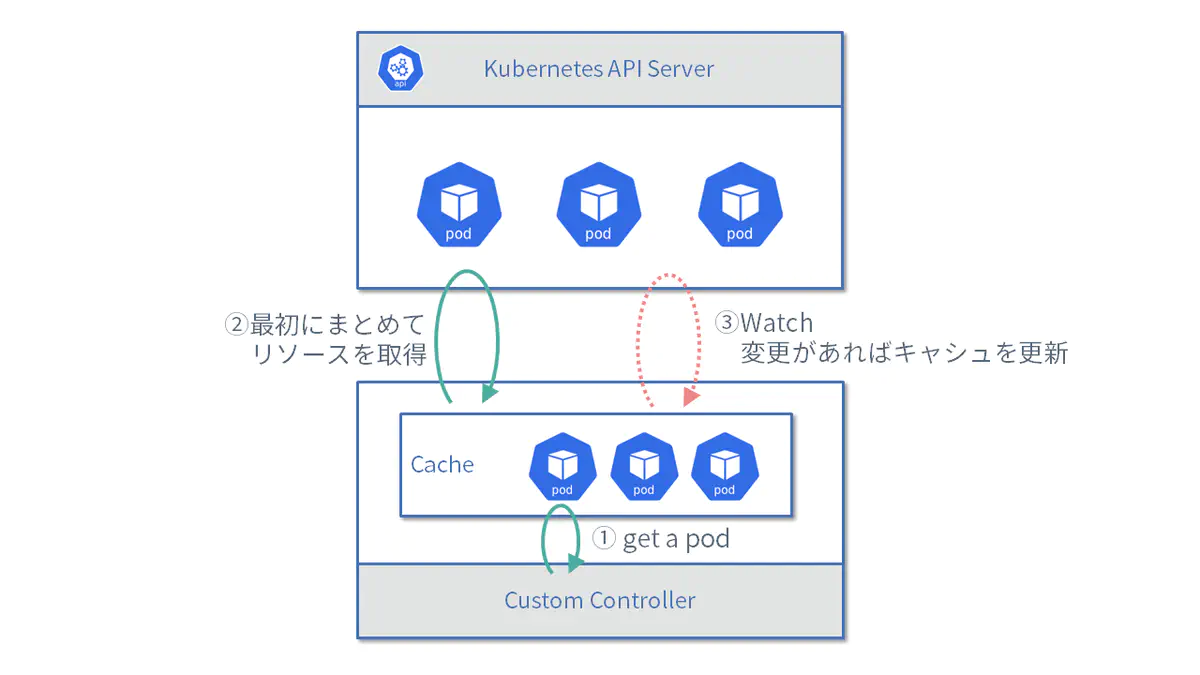 api
Kubernetes API Server
pod
pod
pod
②最初にまとめて
リソースを取得
③Watch
変更があればキャシュを更新
Cache
pod
pod
pod
① get a pod
Custom Controller